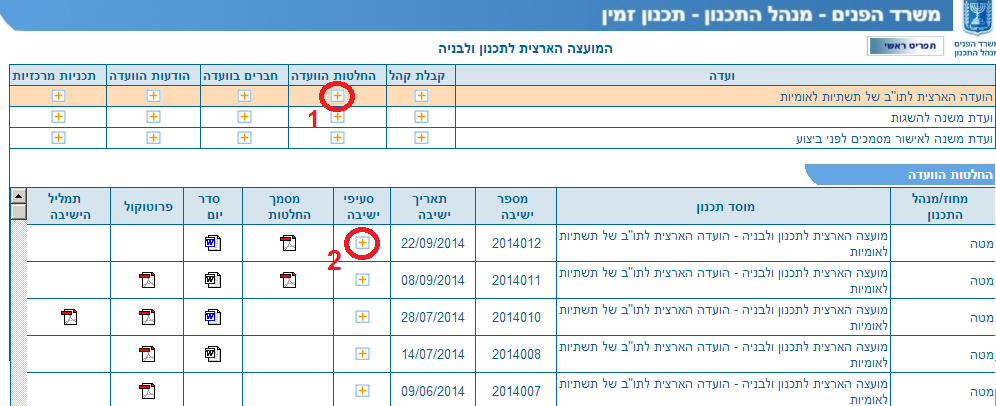 משרד הפנים - מנהל התכנון - תכנון זמין
משרד הפנים
מנהל התכנון
תפריט ראשי
המועצה הארצית לתכנון ולבניה
ועדה קבלת קהל החלטות הוועדה חברים בוועדה הודעות הוועדה תכניות מרכזיות
הועדה הארצית לתו"ב של תשתיות לאומיות
1
ועדת משנה להשגות
ועדת משנה לאישור מסמכים לפני ביצוע
החלטות הוועדה
מחוז/מנהל התכנון מוסד תכנון מספר ישיבה תאריך ישיבה סעיפי ישיבה מסמך החלטות סדר יום פרוטוקול תמליל הישיבה
מטה מועצה ארצית לתכנון ולבניה - הועדה הארצית לתו"ב של תשתיות לאומיות 2014012 22/09/2014
2
מטה מועצה ארצית לתכנון ולבניה - הועדה הארצית לתו"ב של תשתיות לאומיות 2014011 08/09/2014
מטה מועצה ארצית לתכנון ולבניה - הועדה הארצית לתו"ב של תשתיות לאומיות 2014010 28/07/2014
מטה מועצה ארצית לתכנון ולבניה - הועדה הארצית לתו"ב של תשתיות לאומיות 2014008 14/07/2014
מטה מועצה ארצית לתכנון ולבניה - הועדה הארצית לתו"ב של תשתיות לאומיות 2014007 09/06/2014